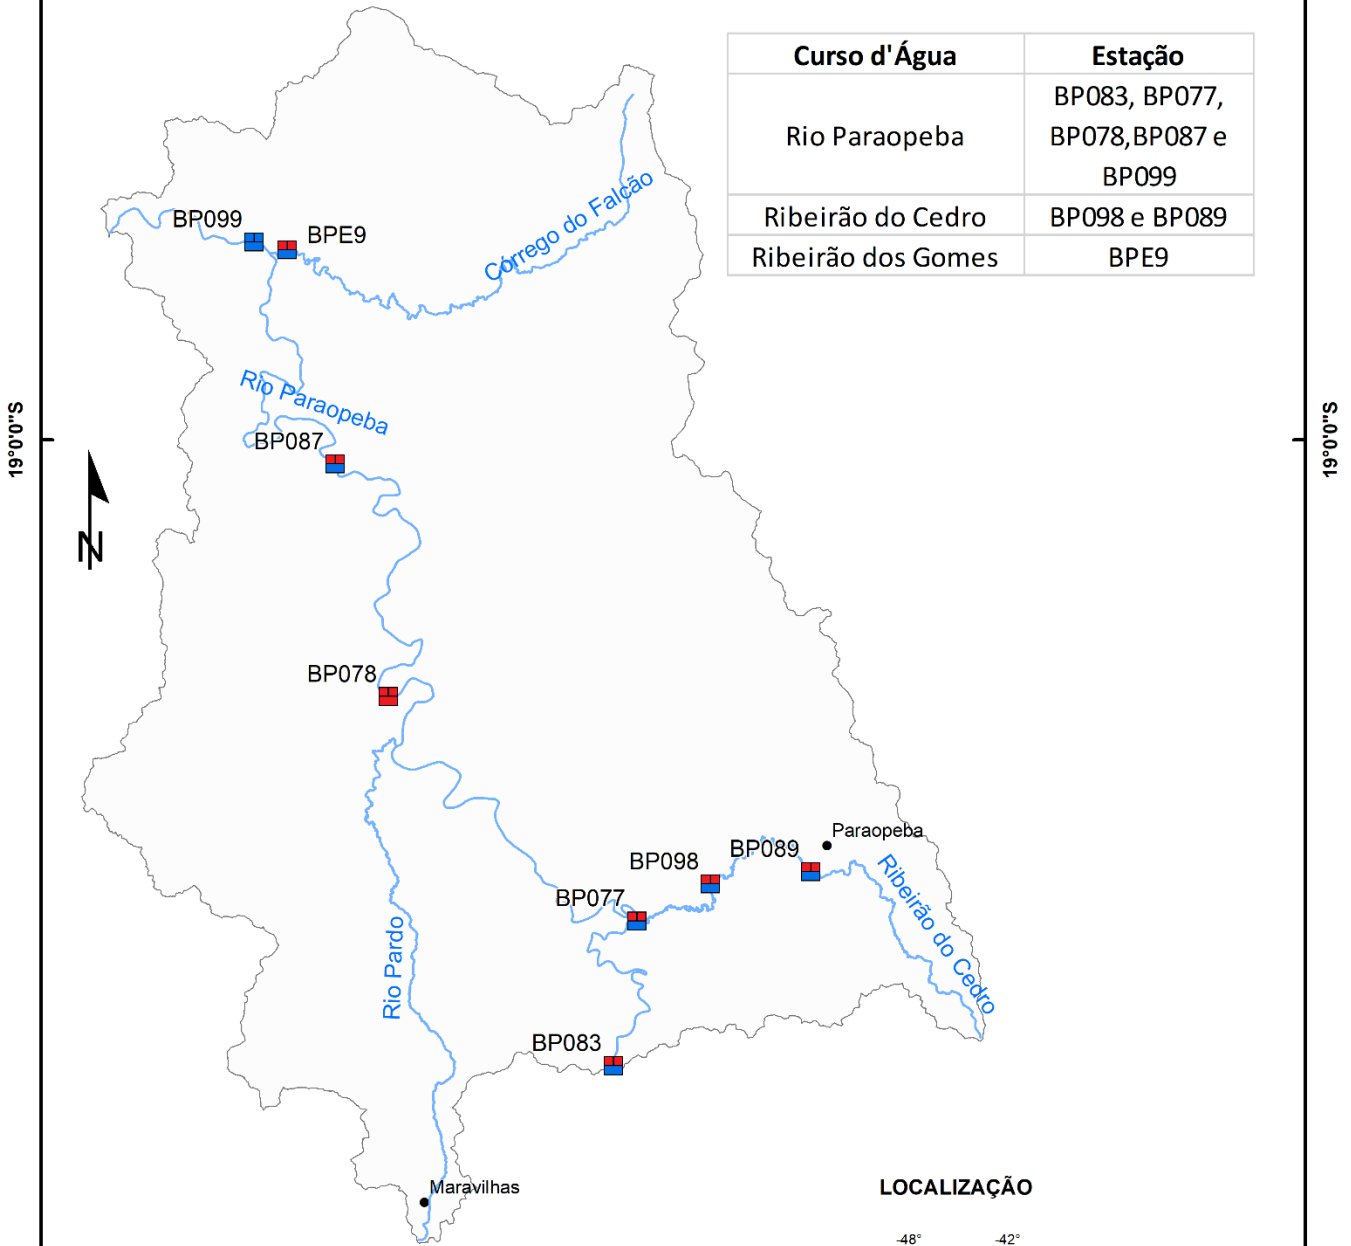 Curso d'Água Estação
Rio Paraopeba BP083, BP077,
BP078,BP087 e
BP099
Ribeirão do Cedro BP098 e BP089
Ribeirão dos Gomes BPE9
BP099
BPE9
Córrego do Falcão
Rio Paraopeba
BP087
19°0'0"S
19°0'0"S
N
BP078
Paraopeba
BP089
BP098
BP077
Ribeirão do Cedro
Rio Pardo
BP083
Maravilhas
LOCALIZAÇÃO
-48° -42°